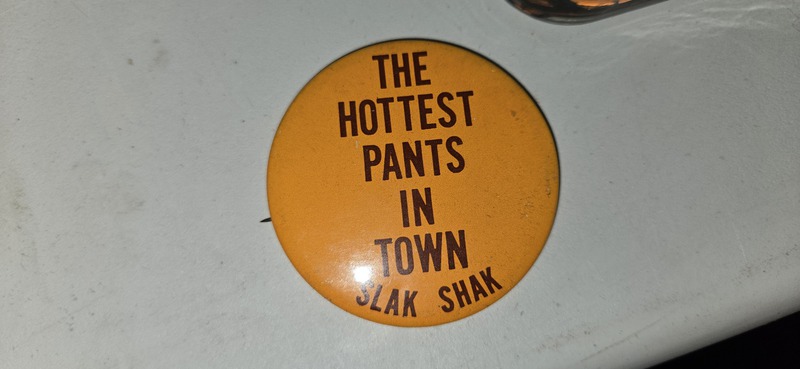 THE
HOTTEST
PANTS
IN
TOWN
SLAK SHAK